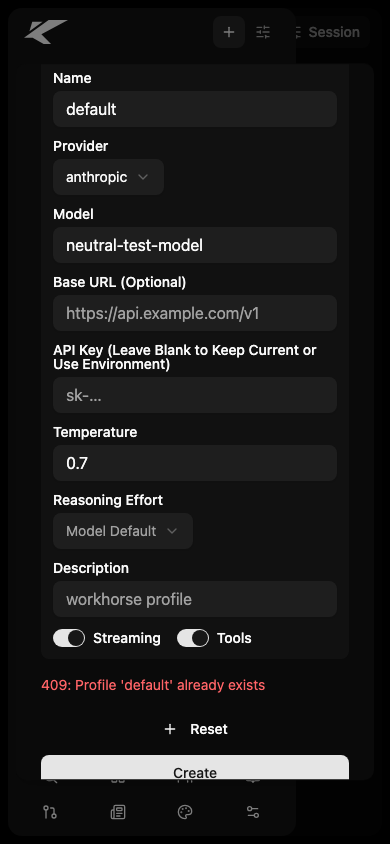 Session
Name
default
Provider
anthropic
Model
neutral-test-model
Base URL (Optional)
https://api.example.com/v1
API Key (Leave Blank to Keep Current or
Use Environment)
sk-...
Temperature
0.7
Reasoning Effort
Model Default
Description
workhorse profile
Streaming
Tools
409: Profile 'default' already exists
Reset
Create